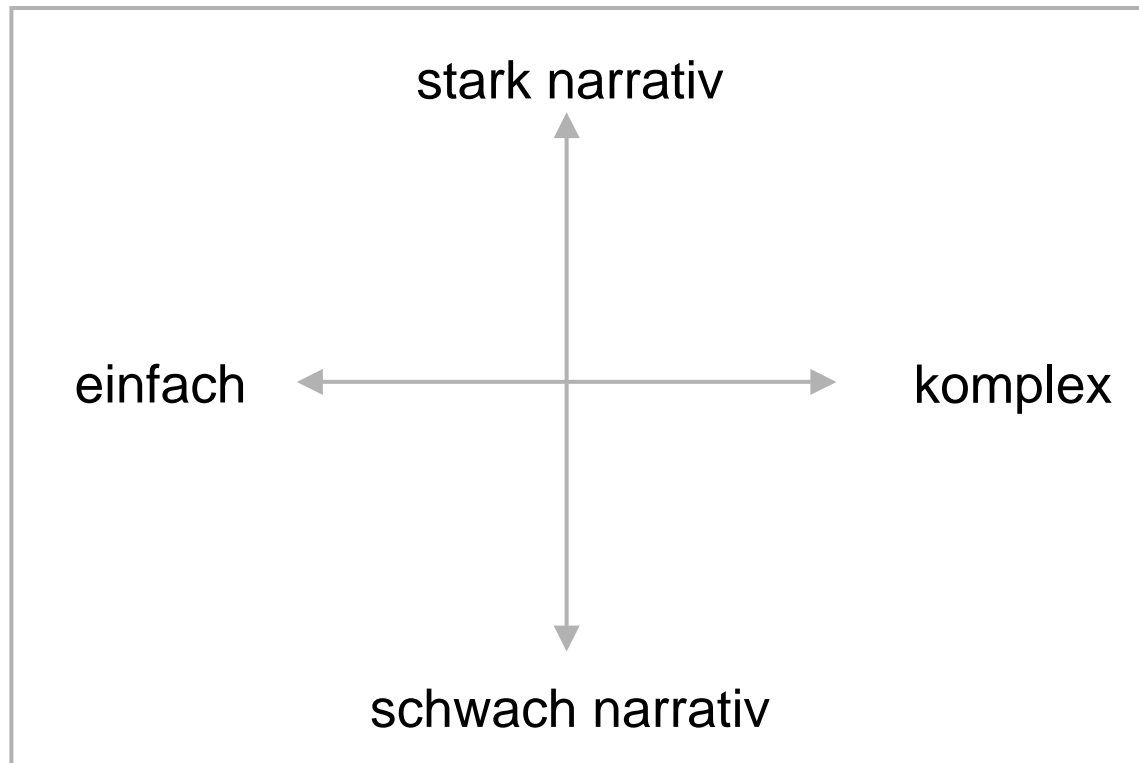 stark narrativ
einfach
komplex
schwach narrativ